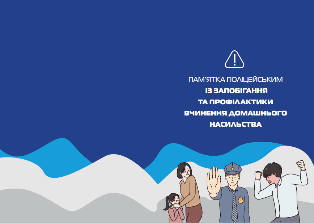 ПАМ'ЯТКА ПОЛІЦЕЙСЬКИМ
ІЗ ЗАПОБІГАННЯ
ТА ПРОФІЛАКТИКИ
ВЧИНЕННЯ ДОМАШНЬОГО
НАСИЛЬСТВА